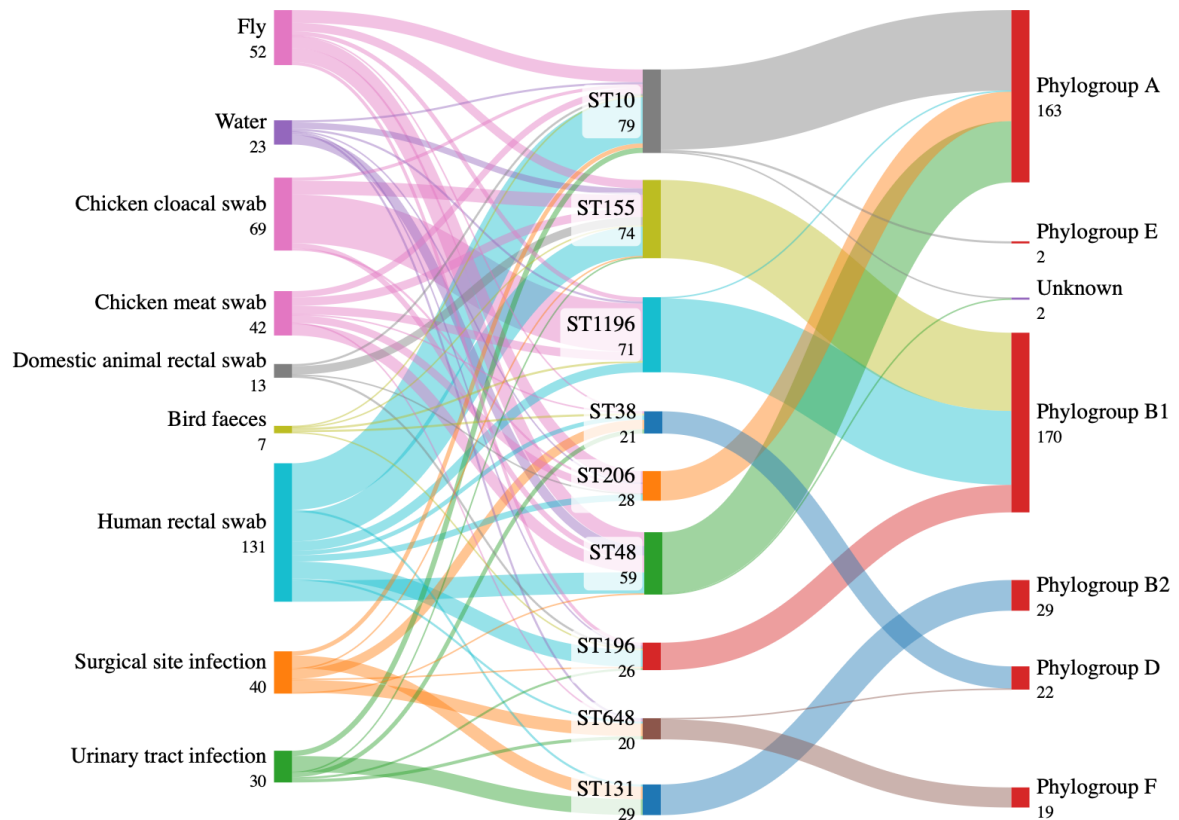 Fly
52
Water
23
Chicken cloacal swab
69
Chicken meat swab
42
Domestic animal rectal swab
13
Bird faeces
7
Human rectal swab
131
Surgical site infection
40
Urinary tract infection
30
ST10
79
ST155
74
ST1196
71
ST38
21
ST206
28
ST48
59
ST196
26
ST648
20
ST131
29
Phylogroup A
163
Phylogroup E
2
Unknown
2
Phylogroup B1
170
Phylogroup B2
29
Phylogroup D
22
Phylogroup F
19